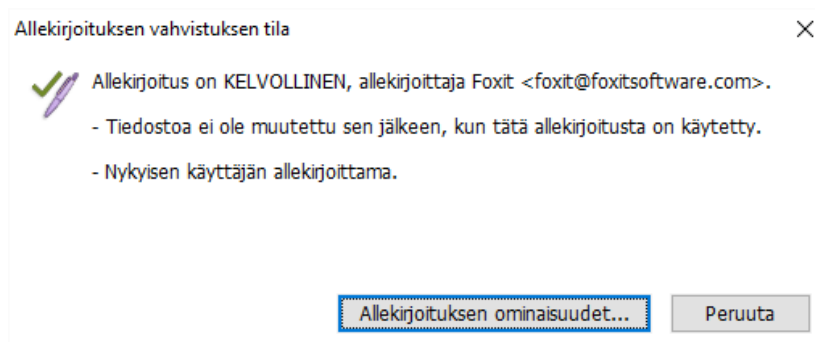 Allekirjoituksen vahvistuksen tila
Allekirjoitus on KELVOLLINEN, allekirjoittaja Foxit <foxit@foxitsoftware.com>.
- Tiedostoa ei ole muutettu sen jälkeen, kun tätä allekirjoitusta on käytetty.
- Nykyisen käyttäjän allekirjoittama.
Allekirjoituksen ominaisuudet...
Peruuta